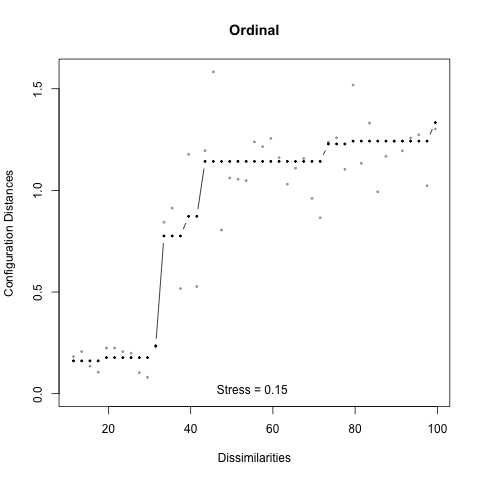 Ordinal
1.5
1.0
0.5
0.0
Configuration Distances
Stress = 0.15
20 40 60 80 100
Dissimilarities